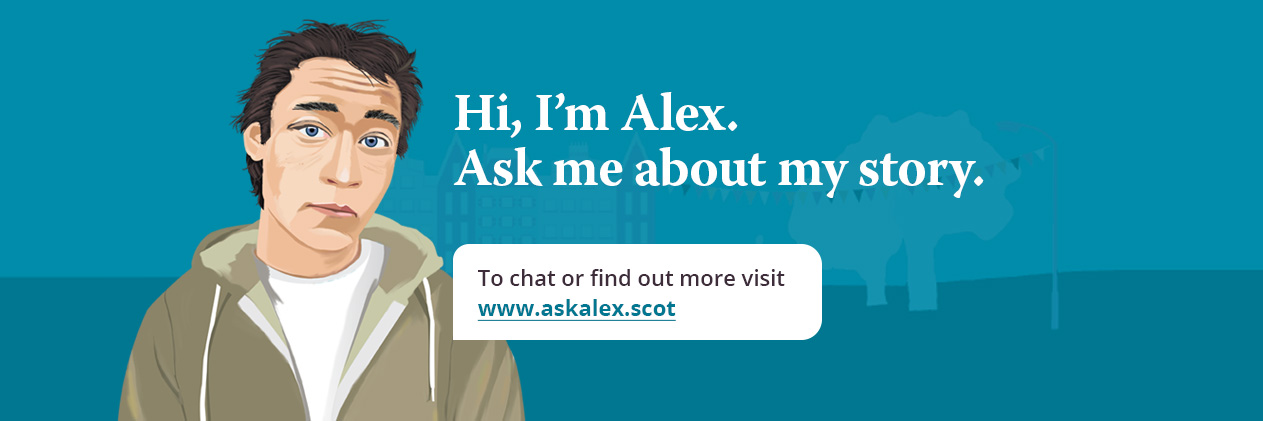 Hi, I’m Alex.
Ask me about my story.
To chat or find out more visit
www.askalex.scot